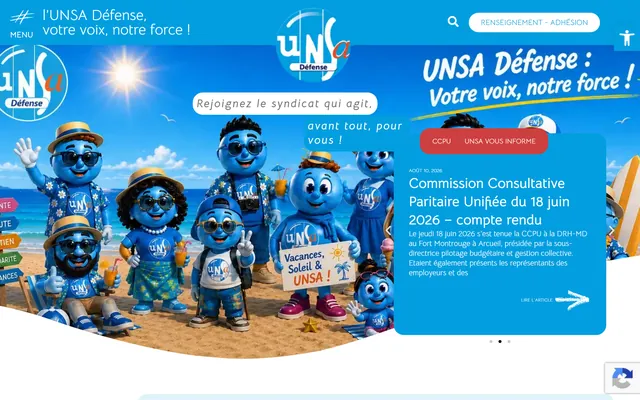 l'UNSA Défense,
votre voix, notre force !
MENU
RENSEIGNEMENT - ADHÉSION
UNSa
Défense
UNSa
Défense
UNSA Défense :
Votre voix, notre force !
Rejoignez le syndicat qui agit,
avant tout, pour
vous !
CCPU
UNSA VOUS INFORME
AOÛT 10, 2026
Commission Consultative
Paritaire Unifiée du 18 juin
2026 – compte rendu
Le jeudi 18 juin 2026 s'est tenue la CCPU à la DRH-MD
au Fort Montrouge à Arcueil, présidée par la sous-
directrice pilotage budgétaire et gestion collective.
Etaient également présents les représentants des
employeurs et des
LIRE L'ARTICLE
Vacances,
Soleil &
UNSA !